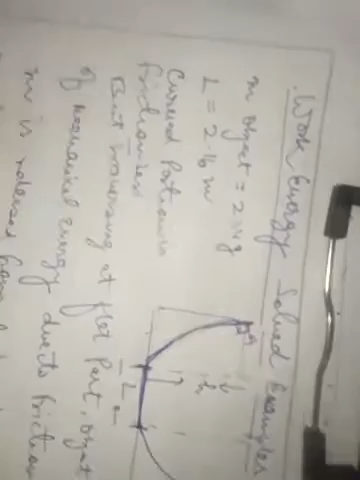 Work Energy Solved Examples
m object = 2 kg
L = 2.16 m
Curved Portion is
frictionless
But traversing at flat Part, object
of mechanical energy due to friction
m is released from
L
A
h